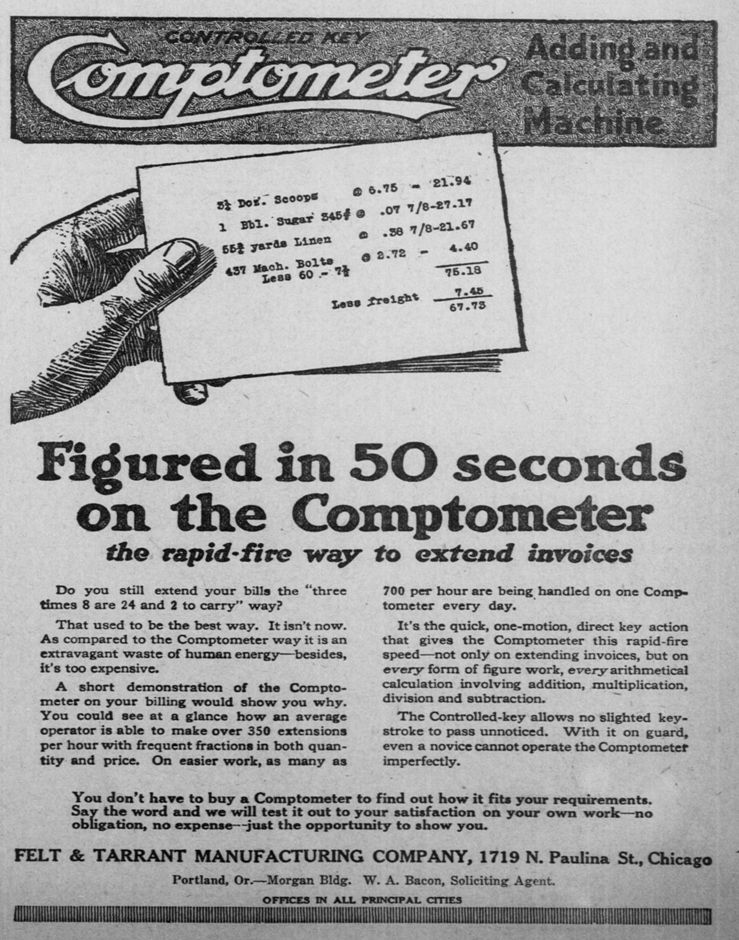 CONTROLLED KEY
Comptometer
Adding and
Calculating
Machine
3¼ Doz. Scoops @ 6.75 - 21.94
1 Bbl. Sugar 345# @ .07 7/8-27.17
55¾ yards Linen @ .38 7/8-21.67
437 Mach. Bolts @ 2.72 - 4.40
Less 60 - 7½
75.18
Less freight 7.45
67.73
Figured in 50 seconds
on the Comptometer
the rapid-fire way to extend invoices
Do you still extend your bills the "three
times 8 are 24 and 2 to carry" way?
That used to be the best way. It isn't now.
As compared to the Comptometer way it is an
extravagant waste of human energy—besides,
it's too expensive.
A short demonstration of the Compto-
meter on your billing would show you why.
You could see at a glance how an average
operator is able to make over 350 extensions
per hour with frequent fractions in both quan-
tity and price. On easier work, as many as
700 per hour are being handled on one Comp-
tometer every day.
It's the quick, one-motion, direct key action
that gives the Comptometer this rapid-fire
speed—not only on extending invoices, but on
every form of figure work, every arithmetical
calculation involving addition, multiplication,
division and subtraction.
The Controlled-key allows no slighted key-
stroke to pass unnoticed. With it on guard,
even a novice cannot operate the Comptometer
imperfectly.
You don't have to buy a Comptometer to find out how it fits your requirements.
Say the word and we will test it out to your satisfaction on your own work—no
obligation, no expense--just the opportunity to show you.
FELT & TARRANT MANUFACTURING COMPANY, 1719 N. Paulina St., Chicago
Portland, Or.—Morgan Bldg. W. A. Bacon, Soliciting Agent.
OFFICES IN ALL PRINCIPAL CITIES